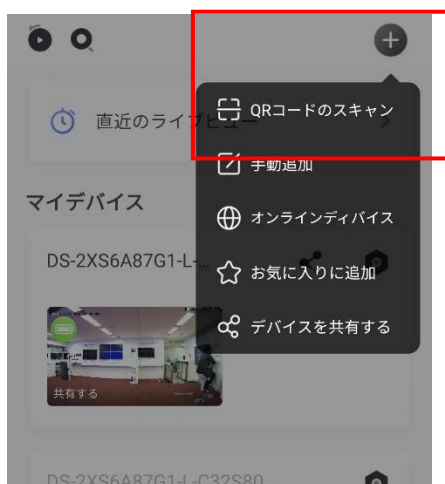 直近のライブビュー
QRコードのスキャン
手動追加
マイデバイス
オンラインディバイス
DS-2XS6A87G1-L-...
お気に入りに追加
デバイスを共有する
共有する
DS-2XS6A87G1-L-C32S80